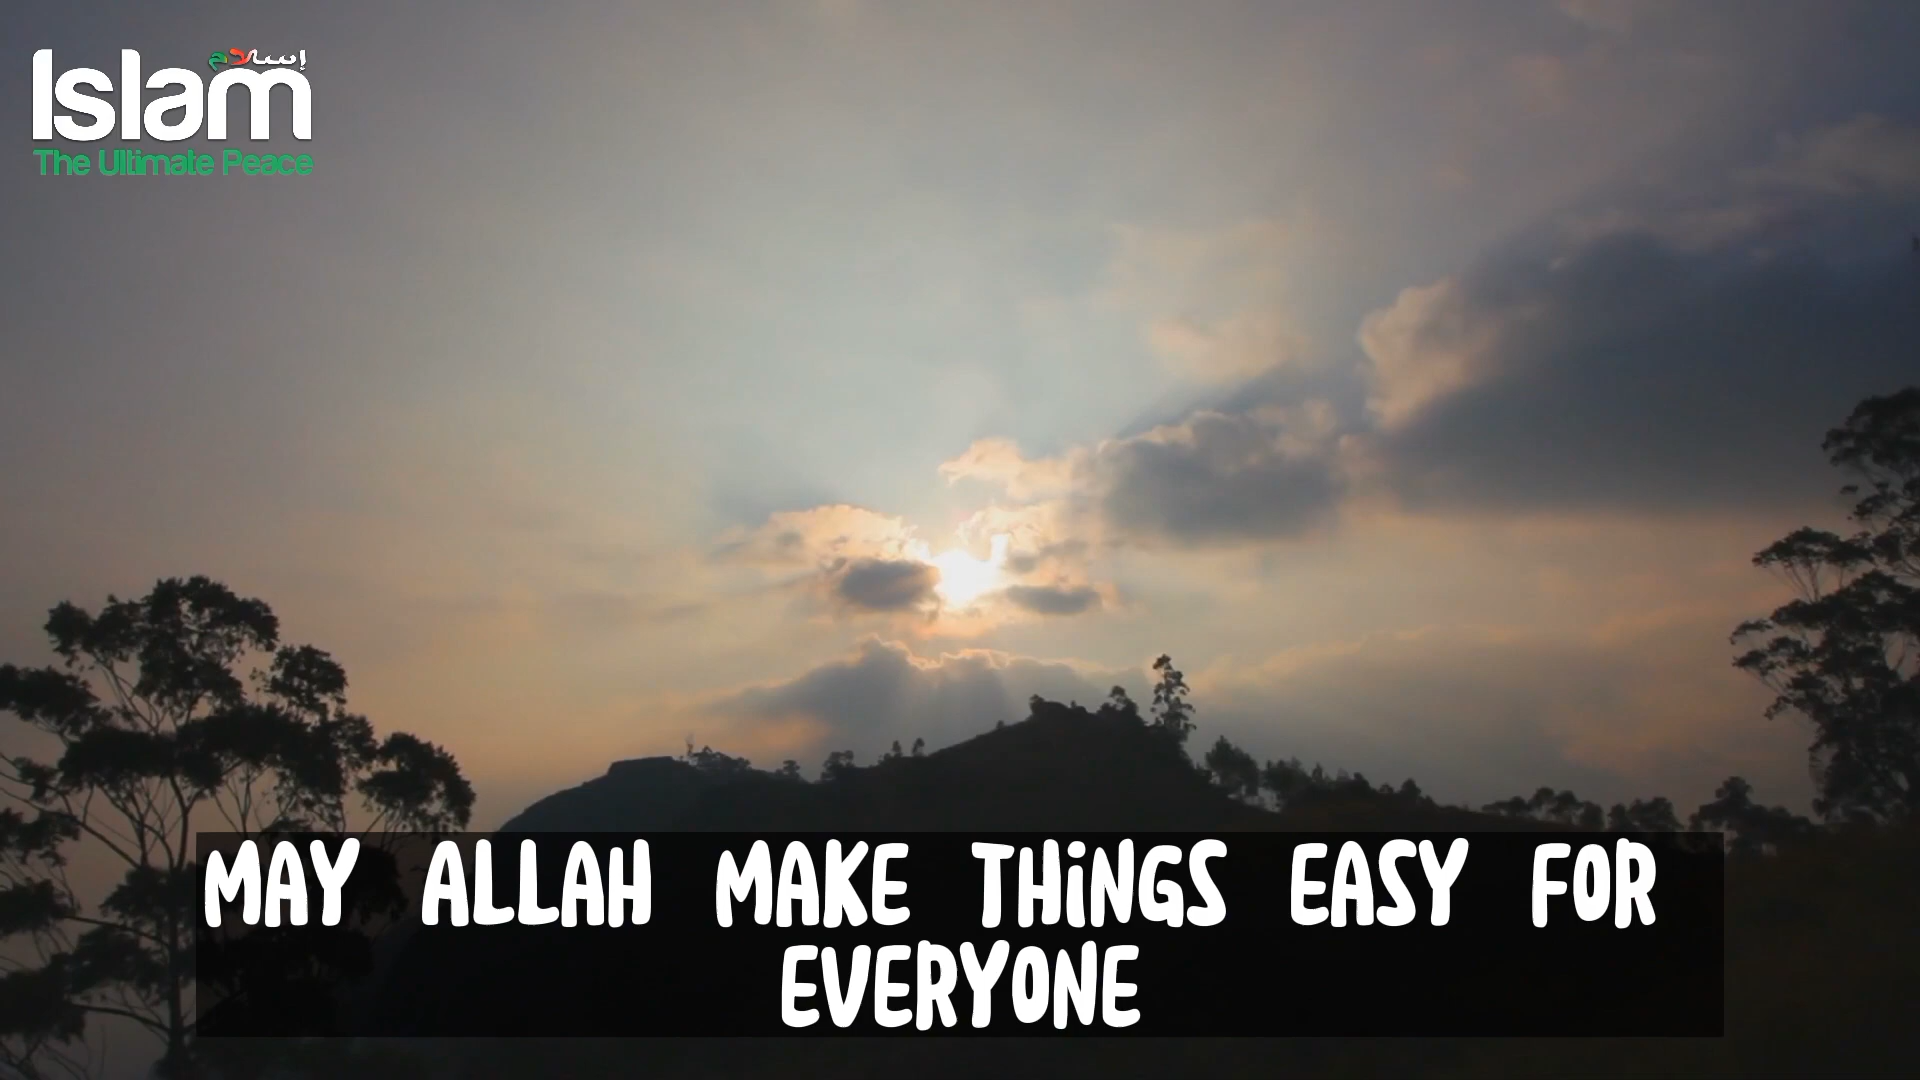 إسلام
Islam
The Ultimate Peace
MAY ALLAH MAKE THINGS EASY FOR
EVERYONE